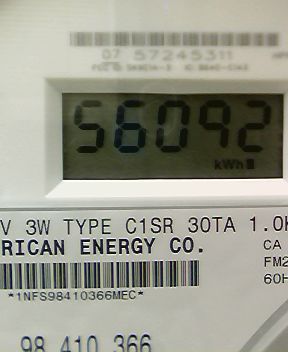 07 57245311
56092
kWh
V 3W TYPE C1SR 30TA 1.0K
RICAN ENERGY CO.
CA
FM2
60H
*1NFS98410366MEC*
98 410 366